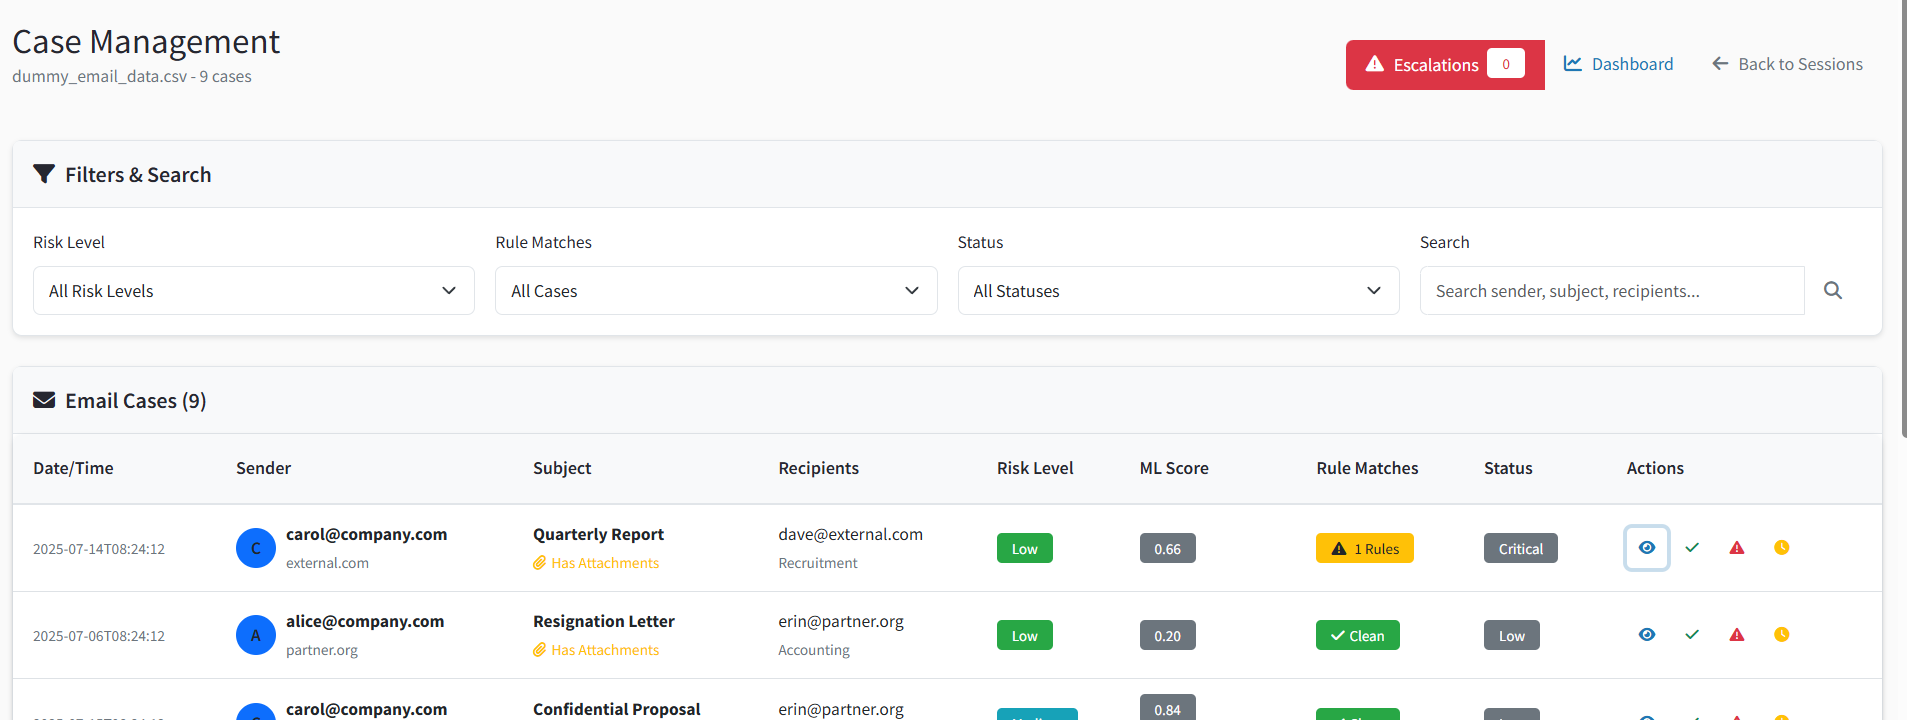 Case Management
dummy_email_data.csv - 9 cases
Escalations 0 Dashboard Back to Sessions
Filters & Search
Risk Level Rule Matches Status Search
All Risk Levels All Cases All Statuses Search sender, subject, recipients...
Email Cases (9)
Date/Time Sender Subject Recipients Risk Level ML Score Rule Matches Status Actions
2025-07-14T08:24:12 C carol@company.com Quarterly Report dave@external.com Low 0.66 1 Rules Critical
external.com Has Attachments Recruitment
2025-07-06T08:24:12 A alice@company.com Resignation Letter erin@partner.org Low 0.20 Clean Low
partner.org Has Attachments Accounting
carol@company.com Confidential Proposal erin@partner.org 0.84